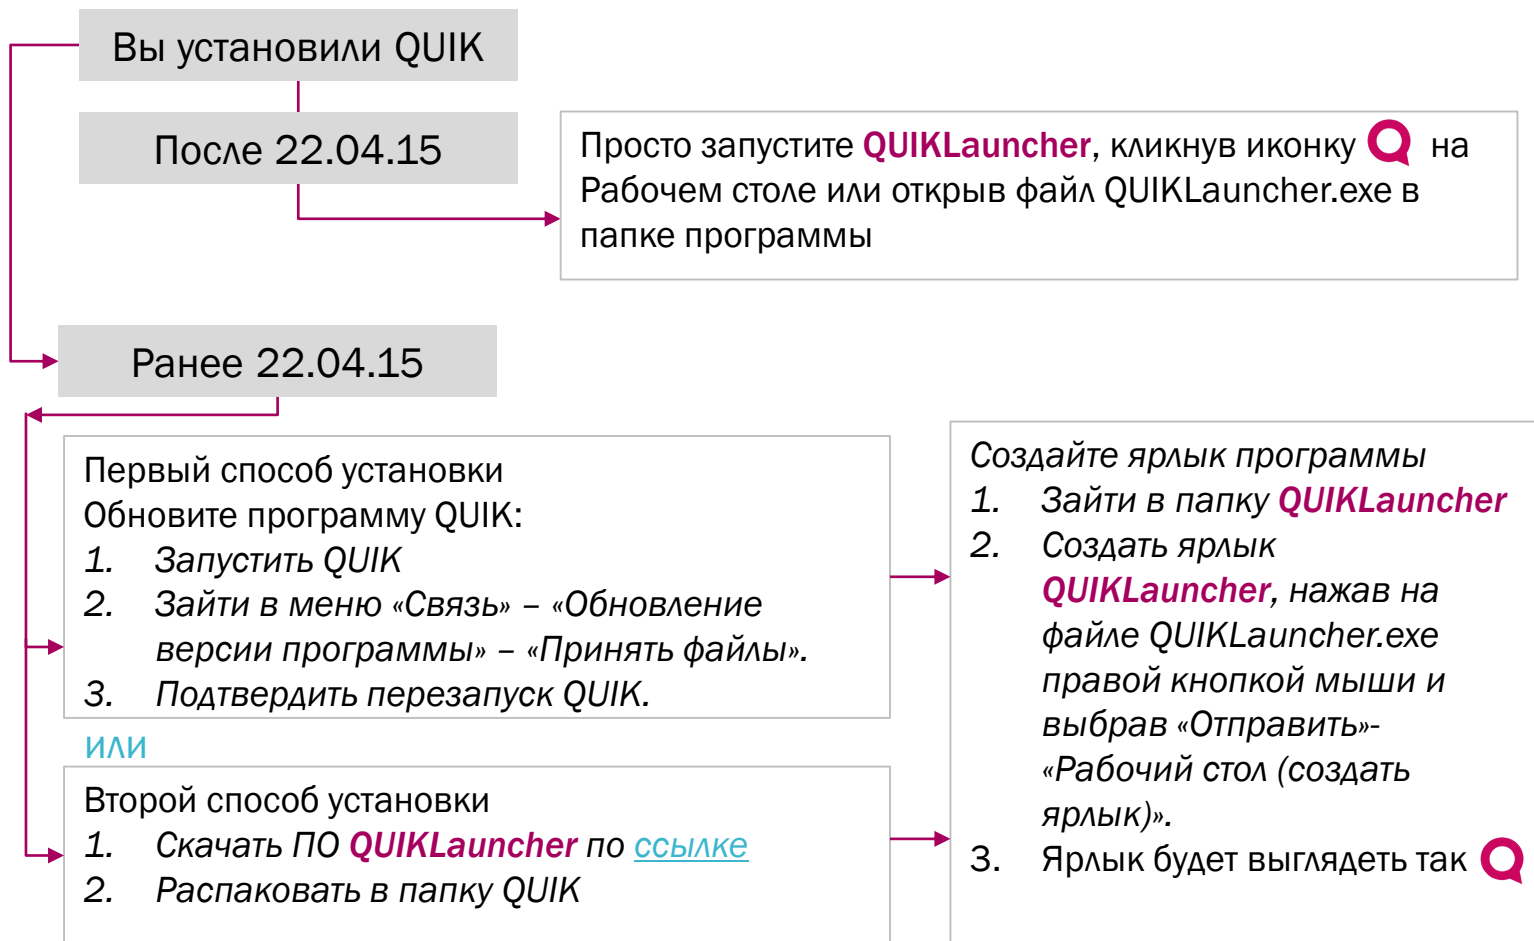 Вы установили QUIK
После 22.04.15
Просто запустите QUIKLauncher, кликнув иконку на
Рабочем столе или открыв файл QUIKLauncher.exe в
папке программы
Ранее 22.04.15
Первый способ установки
Обновите программу QUIK:
1. Запустить QUIK
2. Зайти в меню «Связь» – «Обновление
версии программы» – «Принять файлы».
3. Подтвердить перезапуск QUIK.
или
Второй способ установки
1. Скачать ПО QUIKLauncher по ссылке
2. Распаковать в папку QUIK
Создайте ярлык программы
1. Зайти в папку QUIKLauncher
2. Создать ярлык
QUIKLauncher, нажав на
файле QUIKLauncher.exe
правой кнопкой мыши и
выбрав «Отправить»-
«Рабочий стол (создать
ярлык)».
3. Ярлык будет выглядеть так